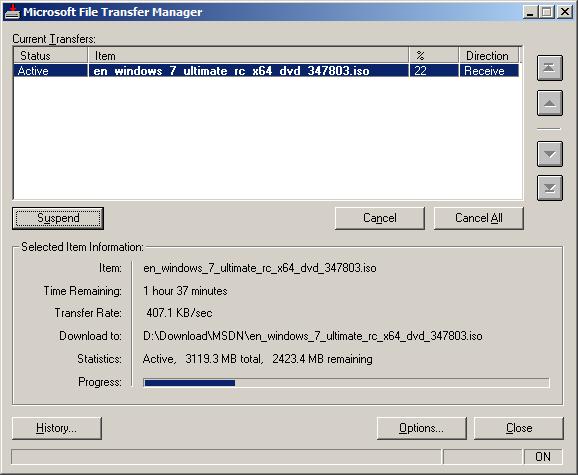 Microsoft File Transfer Manager
Current Transfers:
Status Item % Direction
Active en_windows_7_ultimate_rc_x64_dvd_347803.iso 22 Receive
Suspend Cancel Cancel All
Selected Item Information:
Item: en_windows_7_ultimate_rc_x64_dvd_347803.iso
Time Remaining: 1 hour 37 minutes
Transfer Rate: 407.1 KB/sec
Download to: D:\Download\MSDN\en_windows_7_ultimate_rc_x64_dvd_347803.iso
Statistics: Active, 3119.3 MB total, 2423.4 MB remaining
Progress:
History... Options... Close
ON